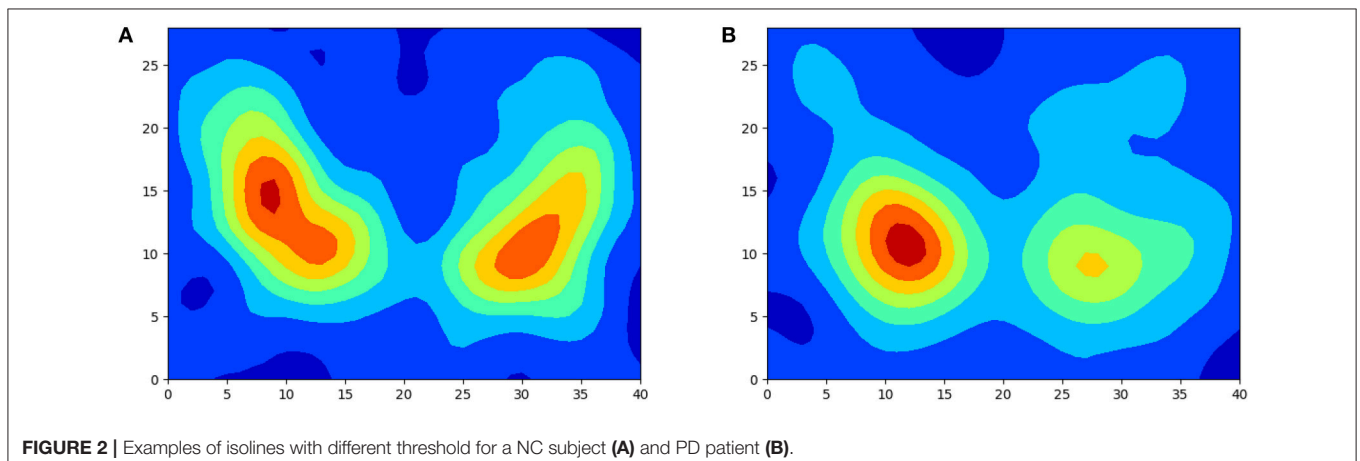 A
25
20
15
10
5
0
0 5 10 15 20 25 30 35 40
B
25
20
15
10
5
0
0 5 10 15 20 25 30 35 40
FIGURE 2 | Examples of isolines with different threshold for a NC subject (A) and PD patient (B).